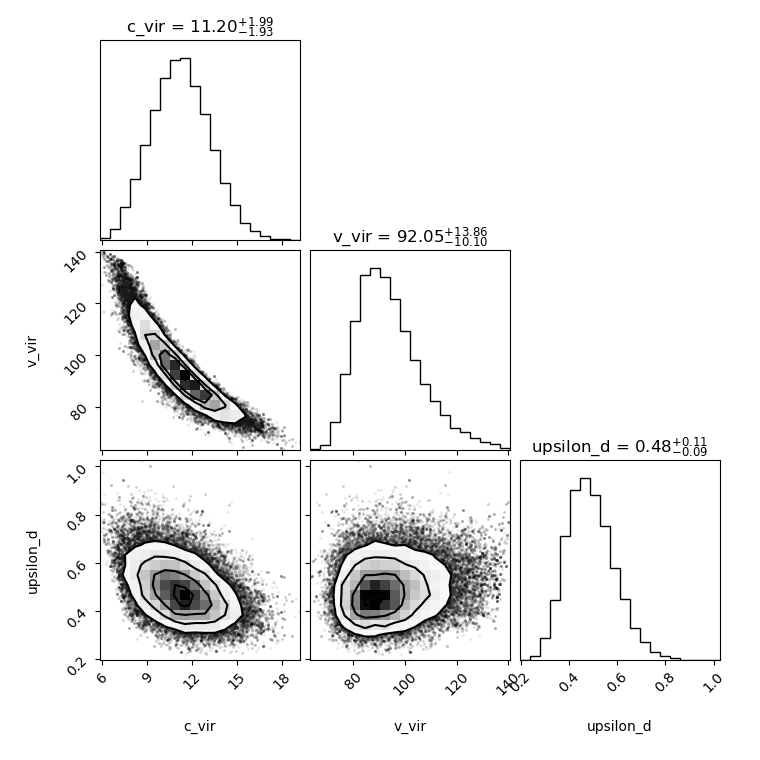 c_vir = 11.20+1.99−1.93
v_vir = 92.05+13.86−10.10
140
120
100
80
v_vir
upsilon_d = 0.48+0.11−0.09
1.0
0.8
0.6
0.4
0.2
upsilon_d
6 9 12 15 18
80 100 120 140
0.2 0.4 0.6 0.8 1.0
c_vir v_vir upsilon_d